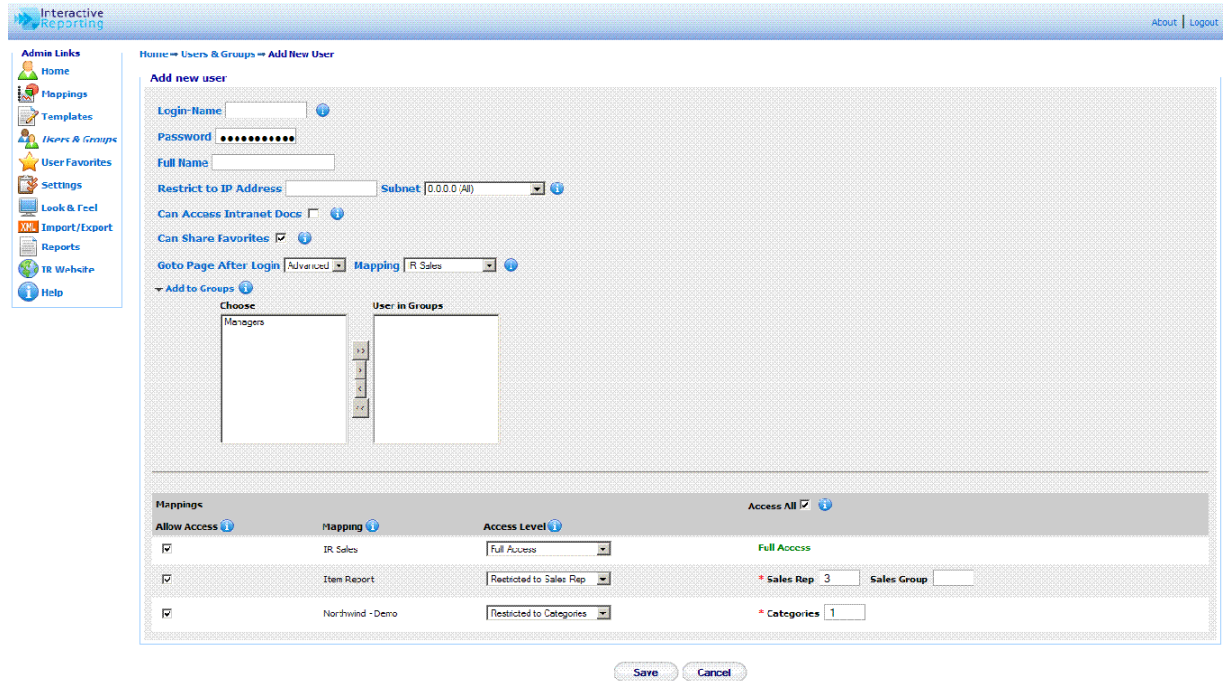 Interactive
Reporting
About | Logout
Admin Links
Home
Mappings
Templates
Users & Groups
User Favorites
Settings
Look & Feel
XML Import/Export
Reports
IR Website
Help
Home → Users & Groups → Add New User
Add new user
Login-Name
Password ●●●●●●●●●●●
Full Name
Restrict to IP Address Subnet 0.0.0.0 (All)
Can Access Intranet Docs
Can Share Favorites
Goto Page After Login Advanced Mapping IR Sales
Add to Groups
Choose User in Groups
Managers
>>
>
<
<<
Mappings Access All
Allow Access Mapping Access Level
IR Sales Full Access Full Access
Item Report Restricted to Sales Rep * Sales Rep 3 Sales Group
Northwind - Demo Restricted to Categories * Categories 1
Save Cancel